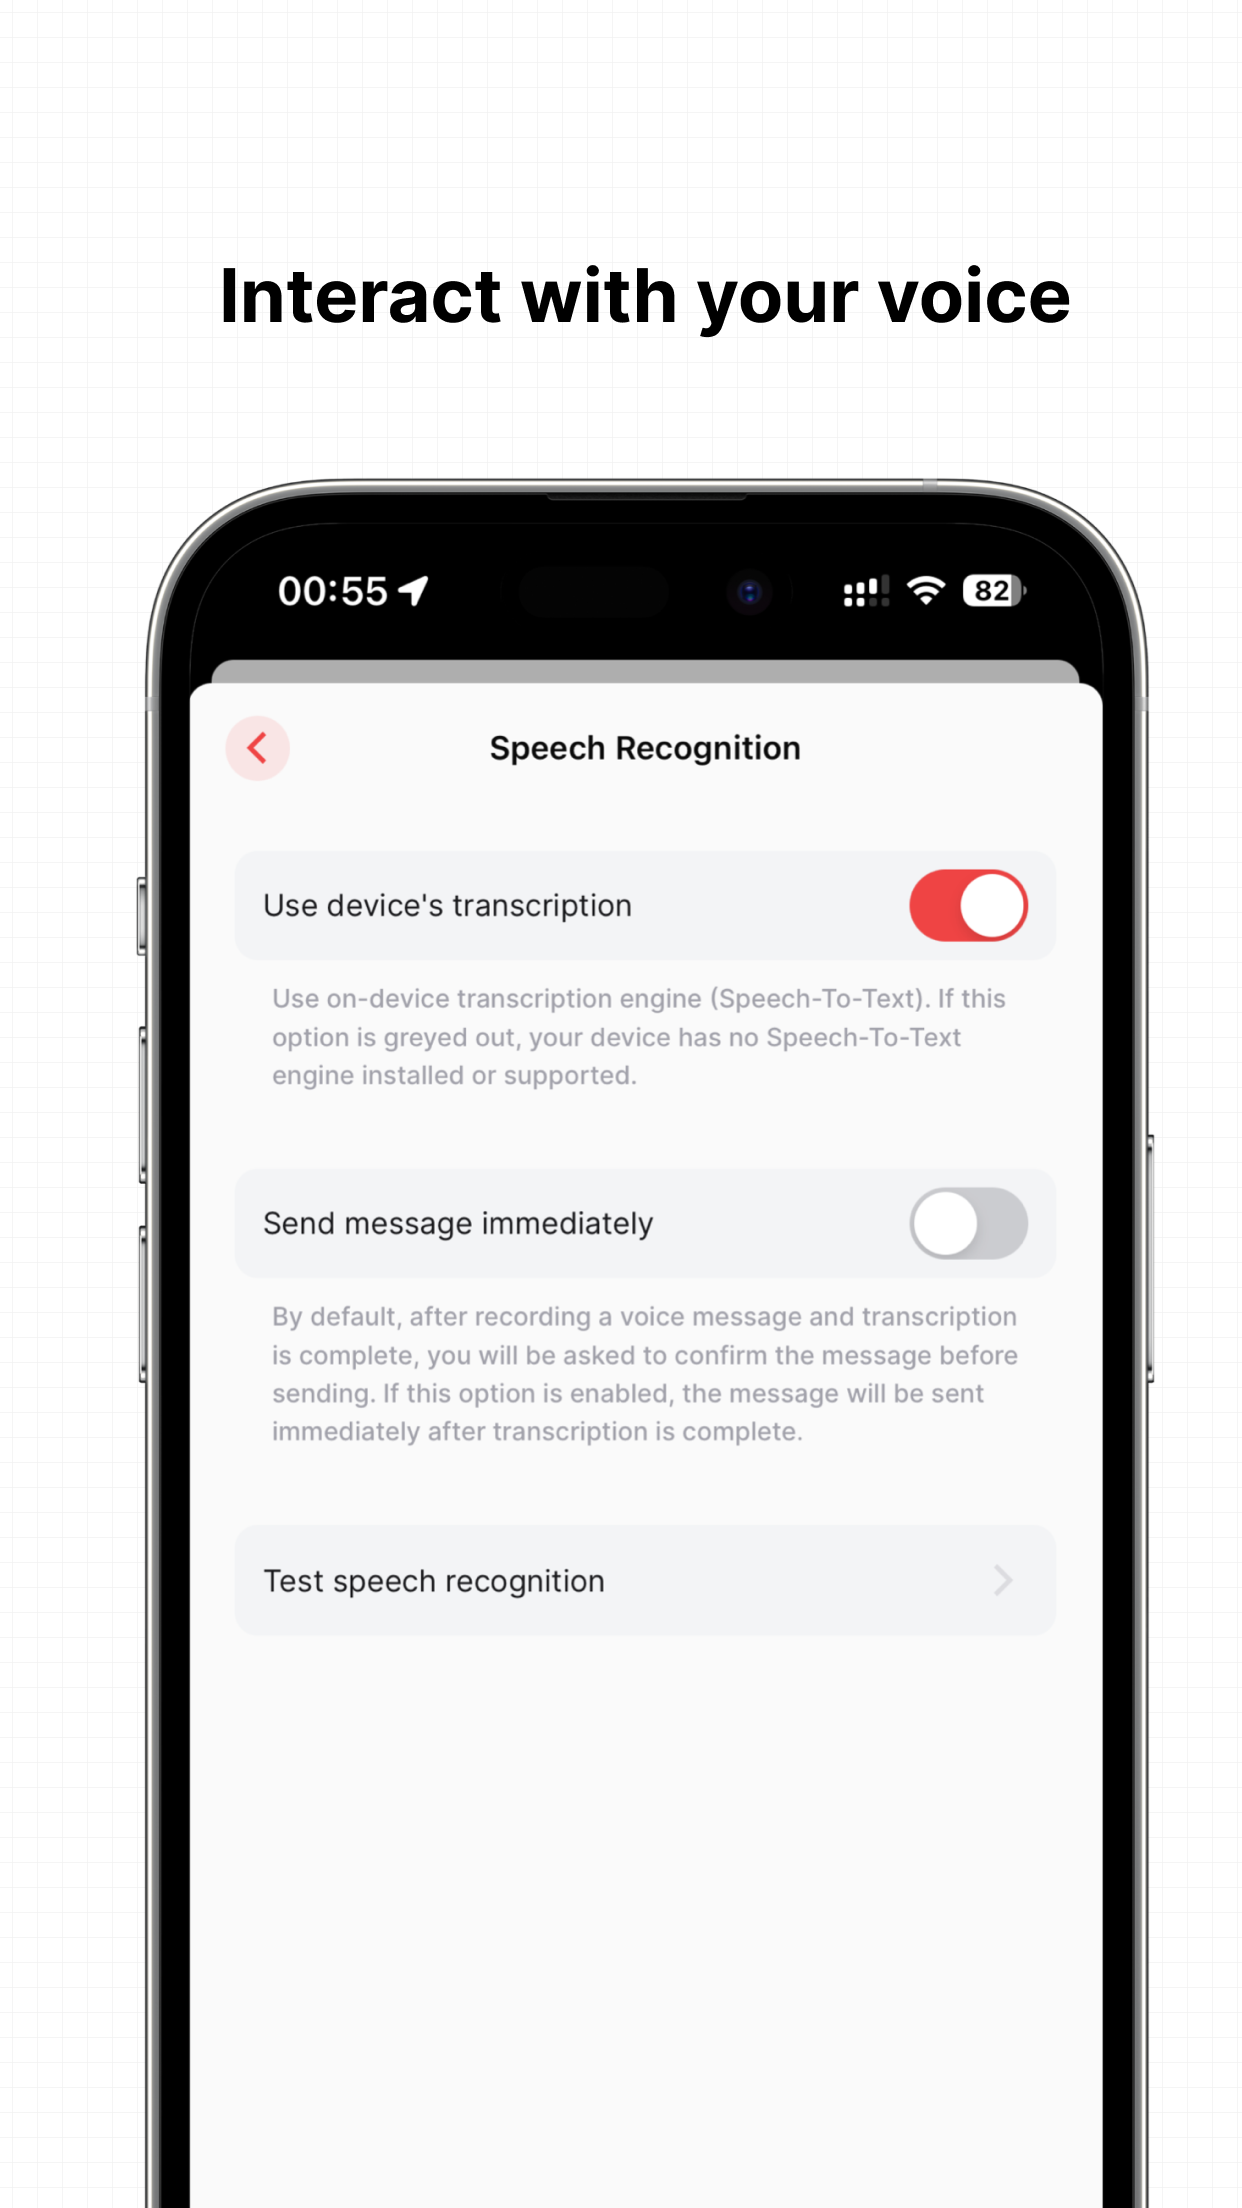 Interact with your voice
00:55
82
Speech Recognition
Use device's transcription
Use on-device transcription engine (Speech-To-Text). If this
option is greyed out, your device has no Speech-To-Text
engine installed or supported.
Send message immediately
By default, after recording a voice message and transcription
is complete, you will be asked to confirm the message before
sending. If this option is enabled, the message will be sent
immediately after transcription is complete.
Test speech recognition